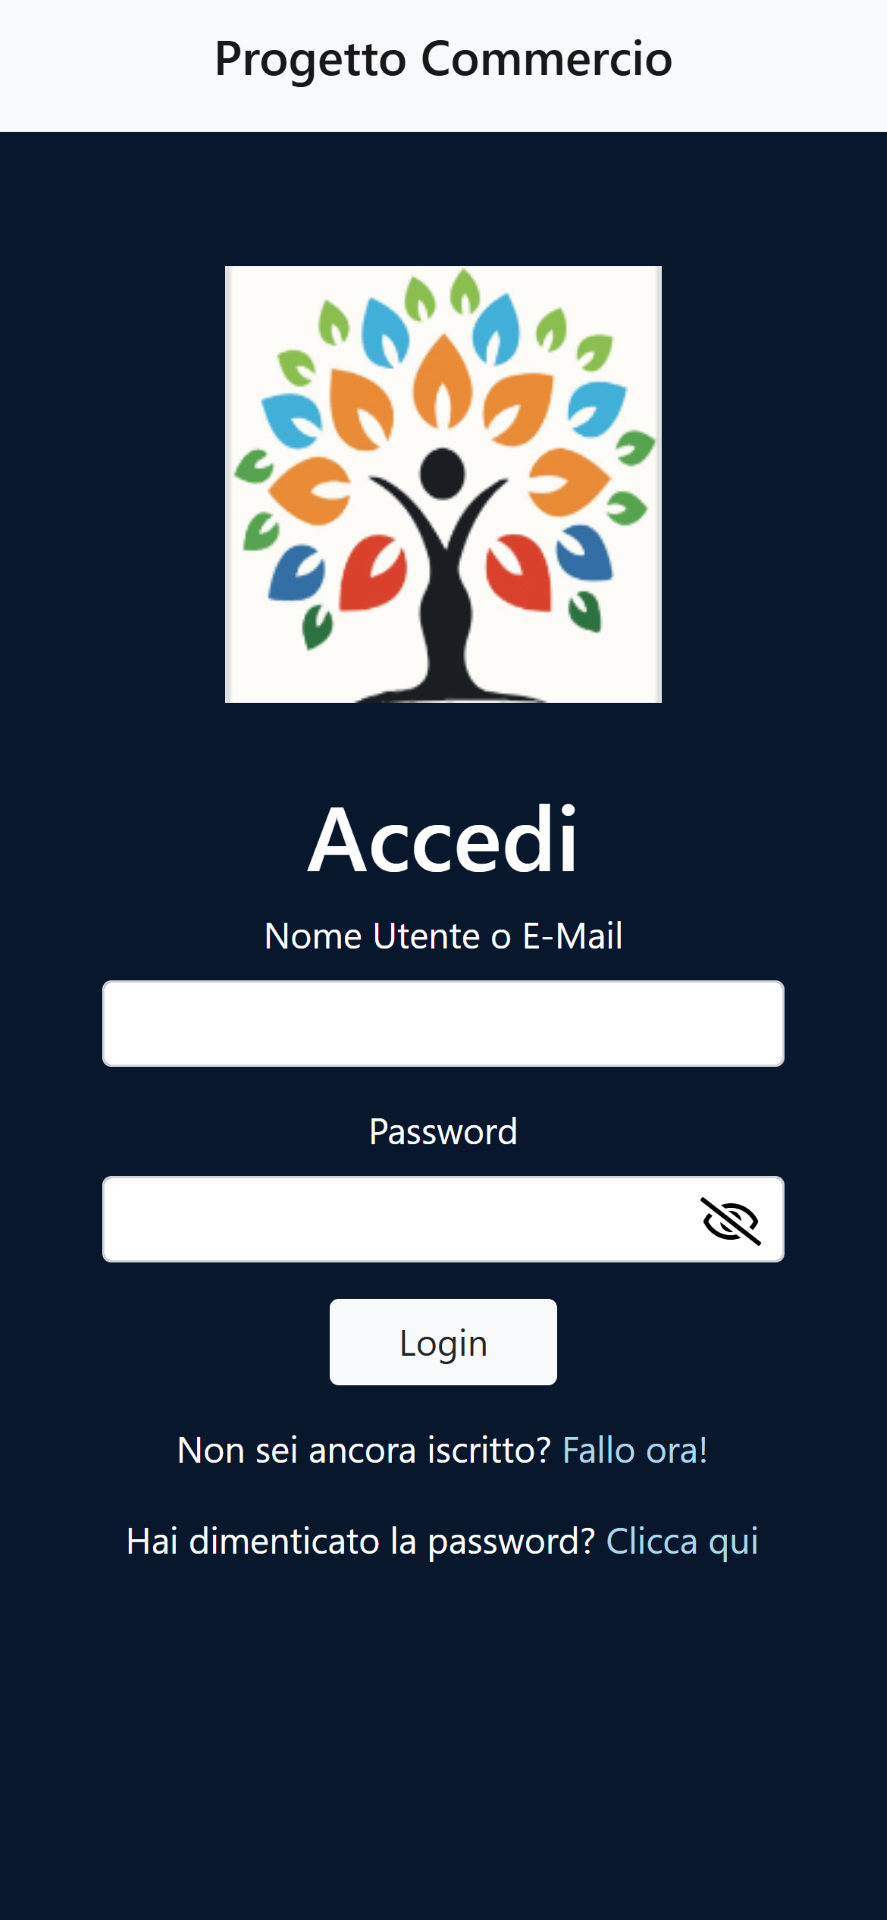 Progetto Commercio
Accedi
Nome Utente o E-Mail
Password
Login
Non sei ancora iscritto? Fallo ora!
Hai dimenticato la password? Clicca qui